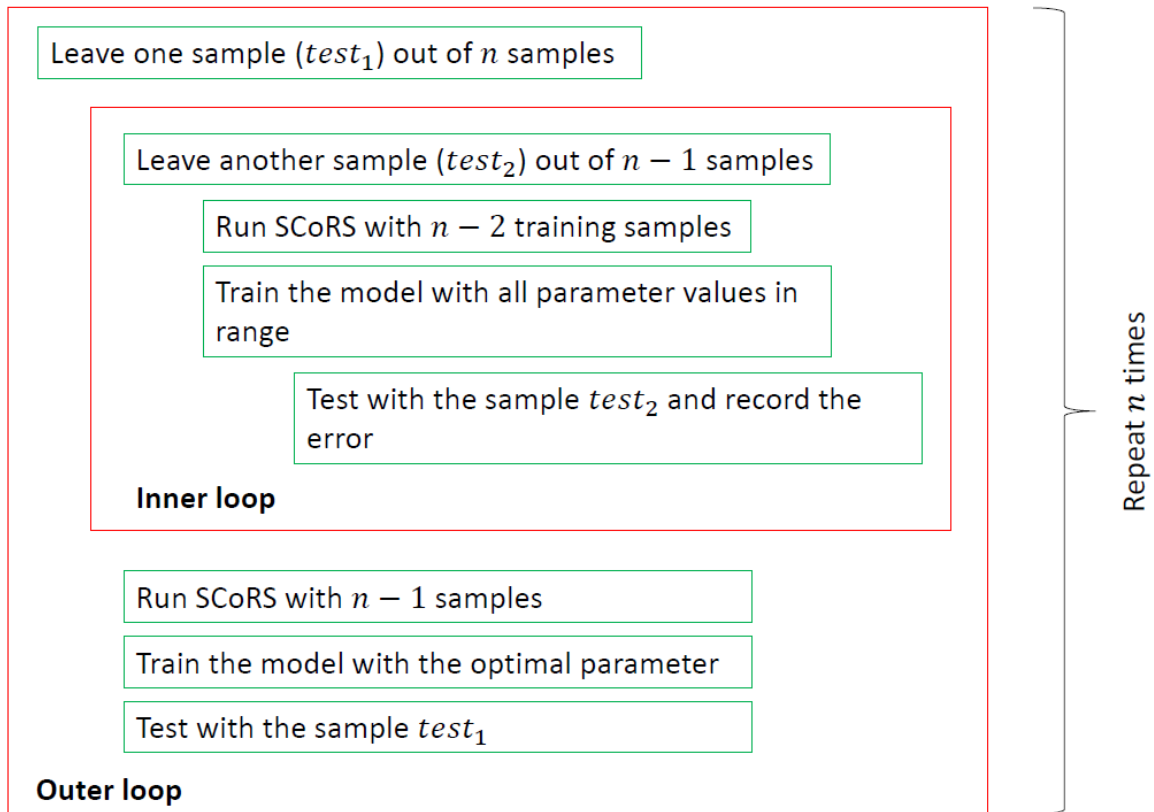 Leave one sample (test₁) out of n samples
Leave another sample (test₂) out of n − 1 samples
Run SCoRS with n − 2 training samples
Train the model with all parameter values in
range
Test with the sample test₂ and record the
error
Inner loop
Run SCoRS with n − 1 samples
Train the model with the optimal parameter
Test with the sample test₁
Outer loop
Repeat n times